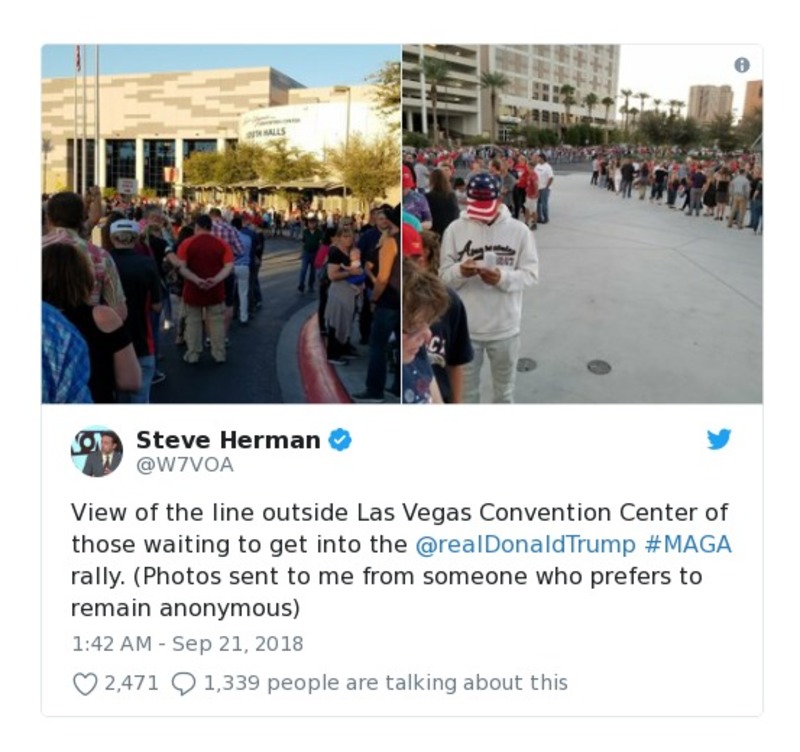 UTH HALLS
Steve Herman
@W7VOA
View of the line outside Las Vegas Convention Center of
those waiting to get into the @realDonaldTrump #MAGA
rally. (Photos sent to me from someone who prefers to
remain anonymous)
1:42 AM - Sep 21, 2018
2,471 1,339 people are talking about this